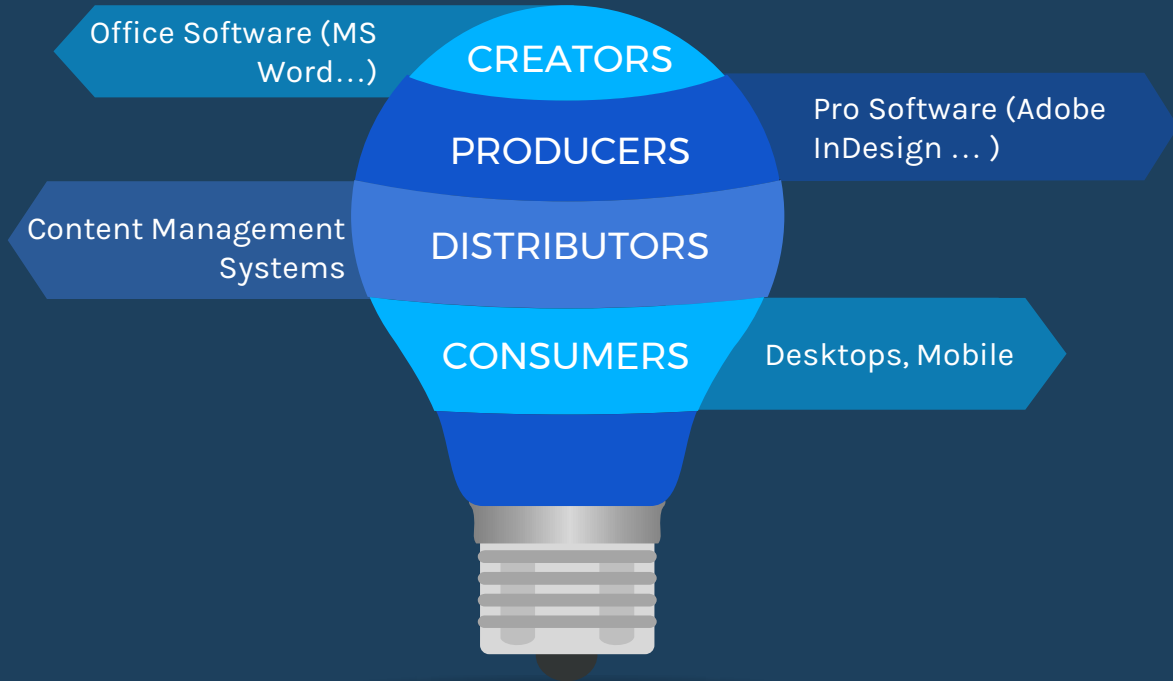 Office Software (MS
Word...)
CREATORS
Pro Software (Adobe
InDesign ... )
PRODUCERS
Content Management
Systems
DISTRIBUTORS
CONSUMERS
Desktops, Mobile